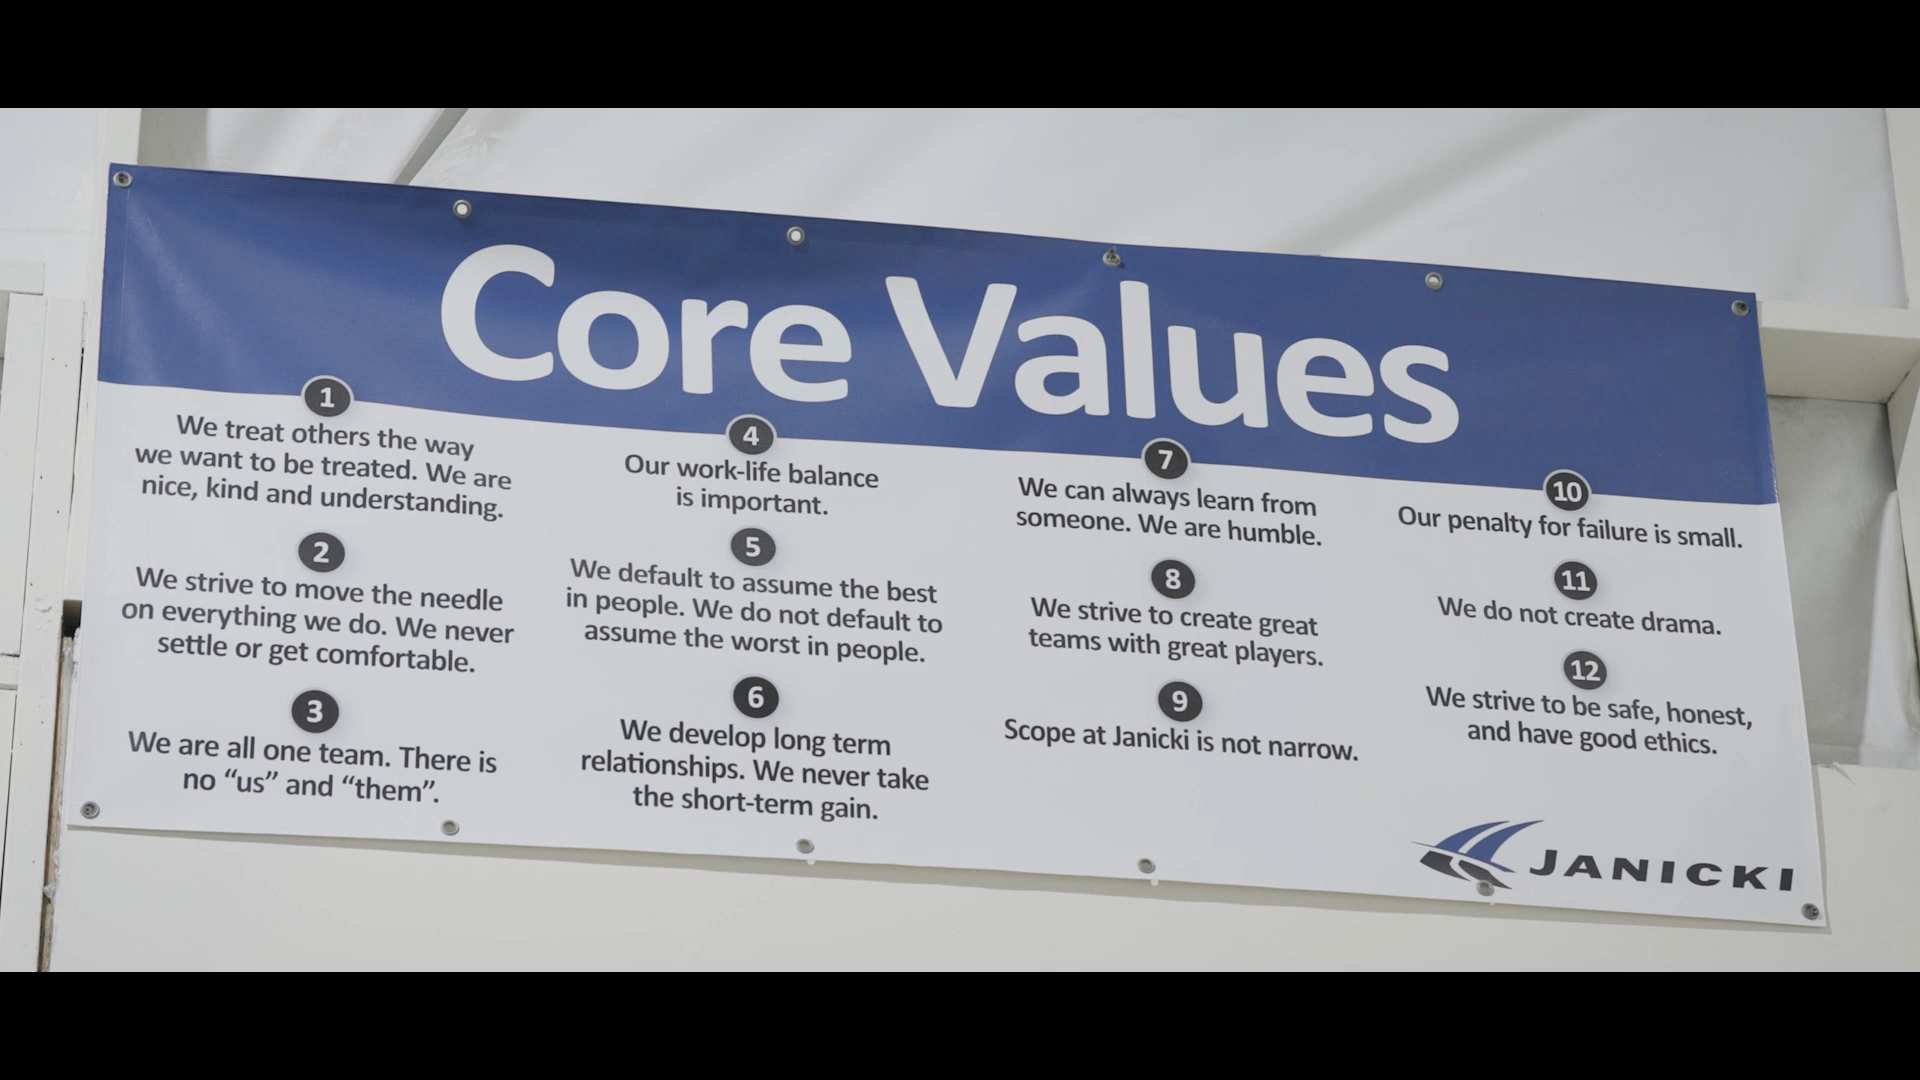 Core Values
1
We treat others the way
we want to be treated. We are
nice, kind and understanding.
2
We strive to move the needle
on everything we do. We never
settle or get comfortable.
3
We are all one team. There is
no “us” and “them”.
4
Our work-life balance
is important.
5
We default to assume the best
in people. We do not default to
assume the worst in people.
6
We develop long term
relationships. We never take
the short-term gain.
7
We can always learn from
someone. We are humble.
8
We strive to create great
teams with great players.
9
Scope at Janicki is not narrow.
10
Our penalty for failure is small.
11
We do not create drama.
12
We strive to be safe, honest,
and have good ethics.
JANICKI